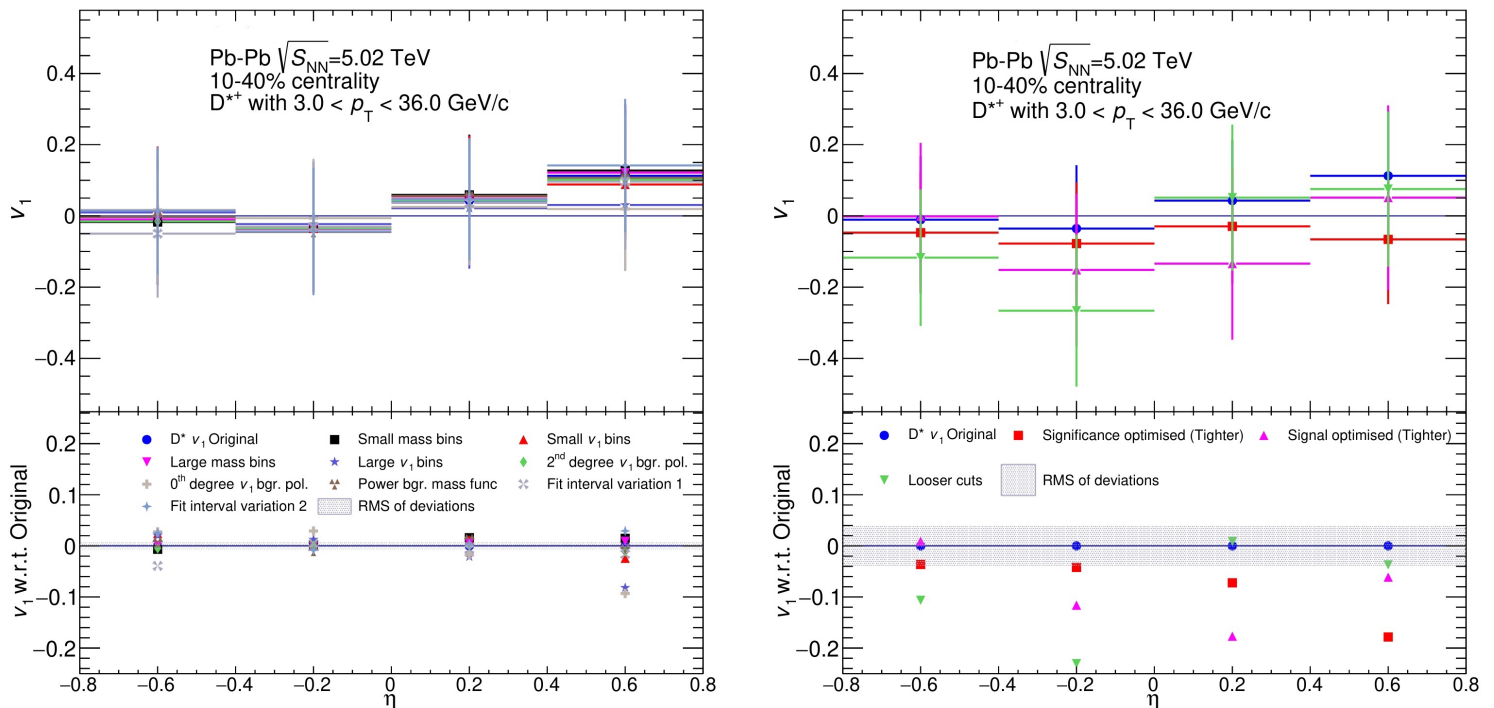 Pb-Pb √S_NN=5.02 TeV
10-40% centrality
D*+ with 3.0 < p_T < 36.0 GeV/c
v_1
0.4
0.2
0
−0.2
−0.4
D* v_1 Original
Small mass bins
Small v_1 bins
Large mass bins
Large v_1 bins
2nd degree v_1 bgr. pol.
0th degree v_1 bgr. pol.
Power bgr. mass func
Fit interval variation 1
Fit interval variation 2
RMS of deviations
v_1 w.r.t. Original
0.2
0.1
0
−0.1
−0.2
−0.8 −0.6 −0.4 −0.2 0 0.2 0.4 0.6 0.8
η
Pb-Pb √S_NN=5.02 TeV
10-40% centrality
D*+ with 3.0 < p_T < 36.0 GeV/c
v_1
0.4
0.2
0
−0.2
−0.4
D* v_1 Original
Significance optimised (Tighter)
Signal optimised (Tighter)
Looser cuts
RMS of deviations
v_1 w.r.t. Original
0.2
0.1
0
−0.1
−0.2
−0.8 −0.6 −0.4 −0.2 0 0.2 0.4 0.6 0.8
η